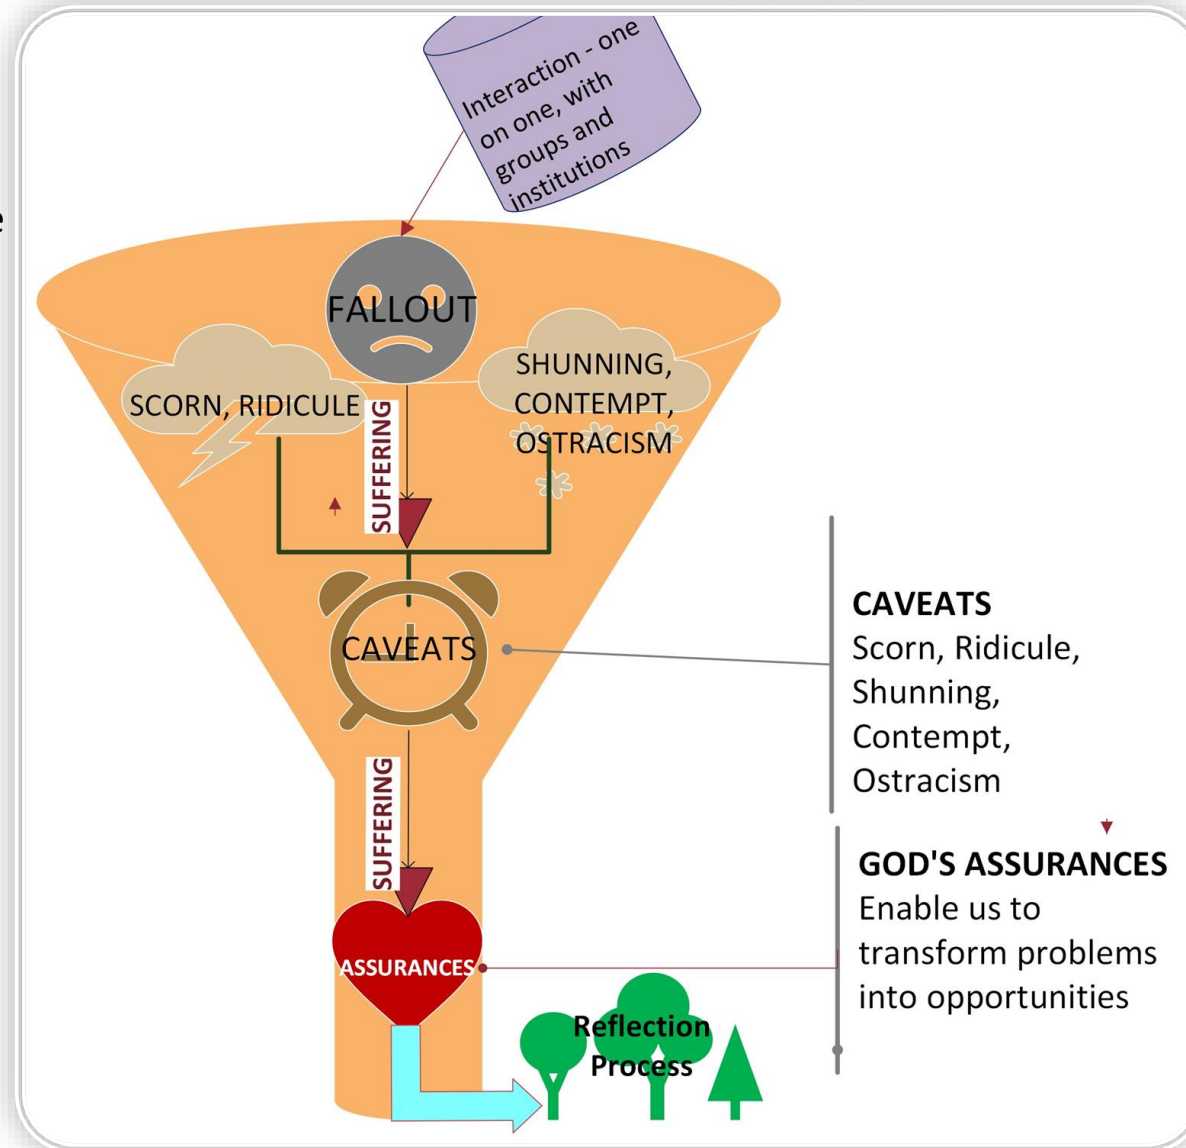 Interaction - one
on one, with
groups and
institutions
e
FALLOUT
SCORN, RIDICULE
SHUNNING,
CONTEMPT,
OSTRACISM
SUFFERING
CAVEATS
CAVEATS
Scorn, Ridicule,
Shunning,
Contempt,
Ostracism
SUFFERING
GOD'S ASSURANCES
Enable us to
transform problems
into opportunities
ASSURANCES
Reflection
Process